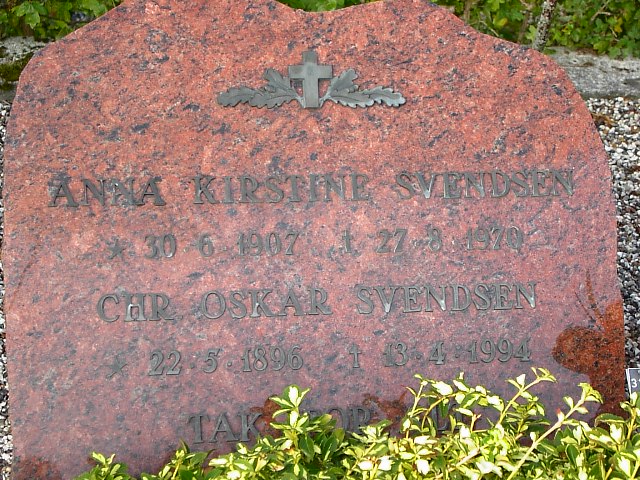 ANNA KIRSTINE SVENDSEN
* 30 6 1907 † 27 8 1970
CHR OSKAR SVENDSEN
* 22 5 1896 † 13 4 1994
TAK FOR